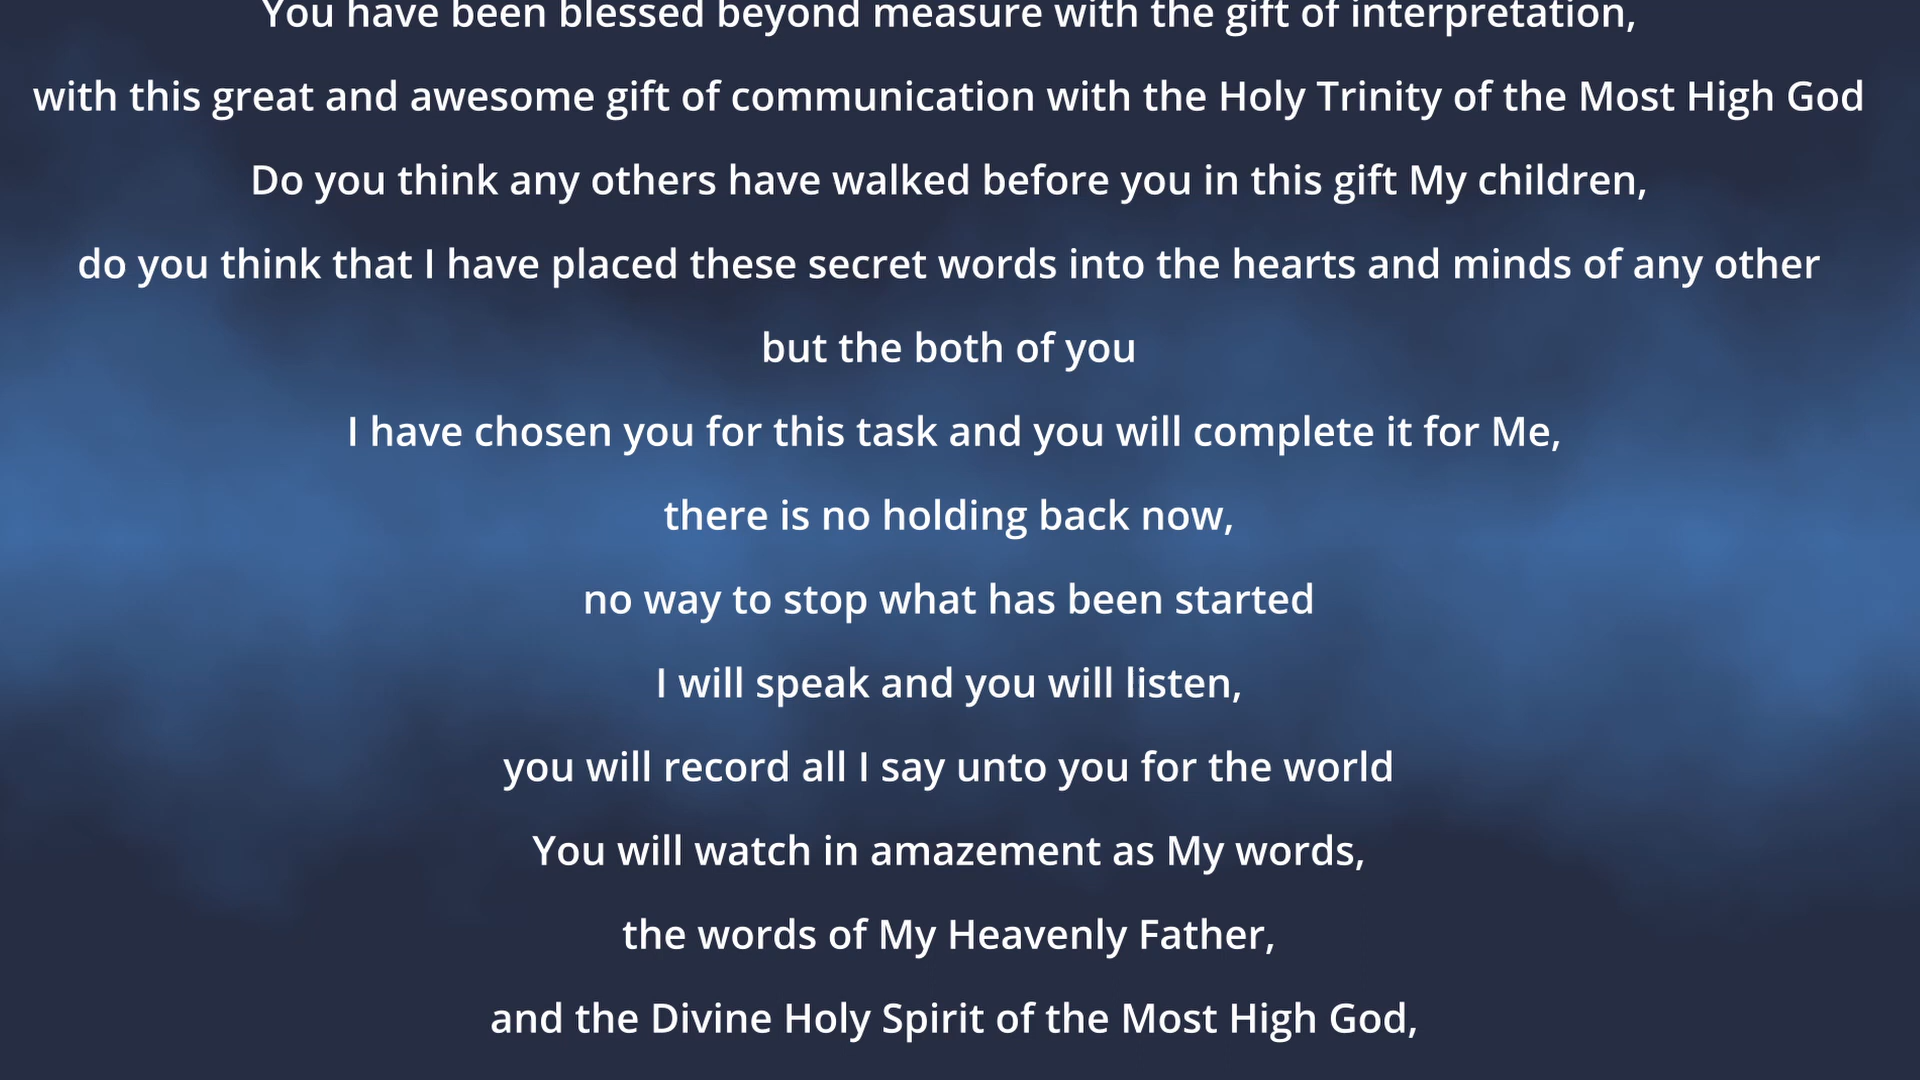 You have been blessed beyond measure with the gift of interpretation,
with this great and awesome gift of communication with the Holy Trinity of the Most High God
Do you think any others have walked before you in this gift My children,
do you think that I have placed these secret words into the hearts and minds of any other
but the both of you
I have chosen you for this task and you will complete it for Me,
there is no holding back now,
no way to stop what has been started
I will speak and you will listen,
you will record all I say unto you for the world
You will watch in amazement as My words,
the words of My Heavenly Father,
and the Divine Holy Spirit of the Most High God,